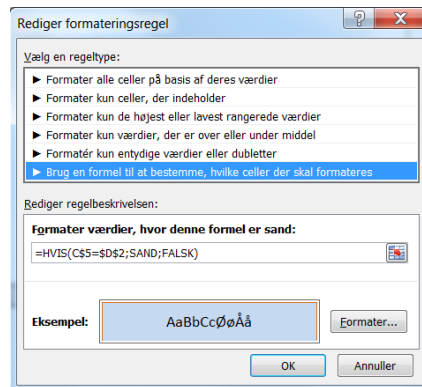 Rediger formateringsregel
Vælg en regeltype:
► Formater alle celler på basis af deres værdier
► Formater kun celler, der indeholder
► Formater kun de højest eller lavest rangerede værdier
► Formater kun værdier, der er over eller under middel
► Formatér kun entydige værdier eller dubletter
► Brug en formel til at bestemme, hvilke celler der skal formateres
Rediger regelbeskrivelsen:
Formater værdier, hvor denne formel er sand:
=HVIS(C$5=$D$2;SAND;FALSK)
Eksempel: AaBbCcØøÅå Formater...
OK Annuller